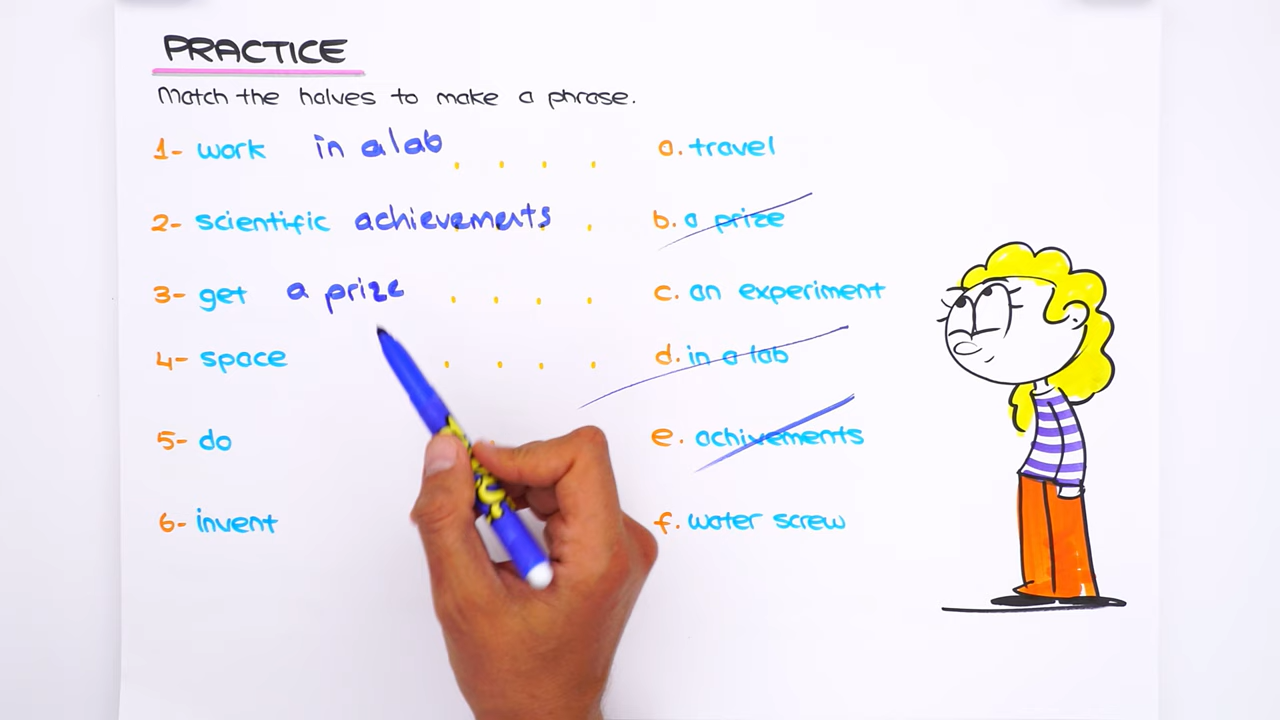 PRACTICE
Match the halves to make a phrase.
1- work in a lab . . . . a. travel
2- scientific achievements . b. a prize
3- get a prize . . . . c. an experiment
4- space . . . . d. in a lab
5- do e. achivements
6- invent f. water screw